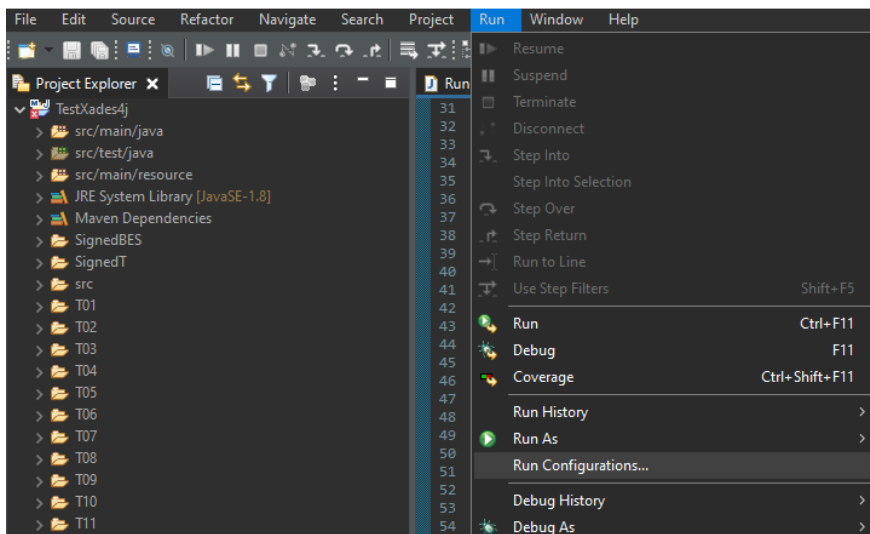 File Edit Source Refactor Navigate Search Project Run Window Help
Project Explorer
TestXades4j
src/main/java
src/test/java
src/main/resource
JRE System Library [JavaSE-1.8]
Maven Dependencies
SignedBES
SignedT
src
T01
T02
T03
T04
T05
T06
T07
T08
T09
T10
T11
Run
31
32
33
34
35
36
37
38
39
40
41
42
43
44
45
46
47
48
49
50
51
52
53
54
Resume
Suspend
Terminate
Disconnect
Step Into
Step Into Selection
Step Over
Step Return
Run to Line
Use Step Filters Shift+F5
Run Ctrl+F11
Debug F11
Coverage Ctrl+Shift+F11
Run History
Run As
Run Configurations...
Debug History
Debug As